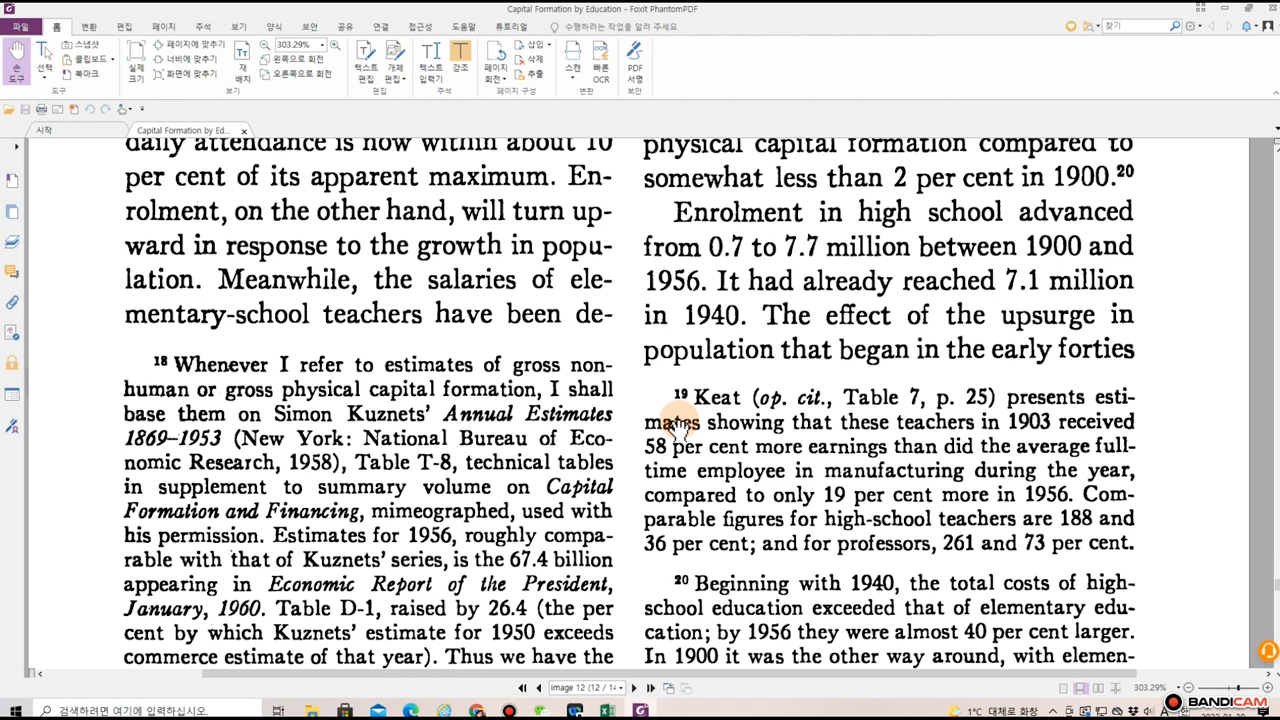 Capital Formation by Education - Foxit PhantomPDF
파일 홈 변환 편집 페이지 주석 보기 양식 보안 공유 연결 접근성 도움말 튜토리얼 수행하려는 작업을 알려 주세요 찾기
손 도구
선택
스냅샷
클립보드
북마크
도구
실제 크기
페이지에 맞추기
너비에 맞추기
화면에 맞추기
재 배치
303.29%
왼쪽으로 회전
오른쪽으로 회전
보기
텍스트 편집
개체 편집
편집
텍스트 입력기
강조
주석
페이지 회전
삽입
삭제
추출
페이지 구성
스캔
빠른 OCR
변환
PDF 서명
보안
시작 Capital Formation by Ed...
daily attendance is now within about 10
per cent of its apparent maximum. En-
rolment, on the other hand, will turn up-
ward in response to the growth in popu-
lation. Meanwhile, the salaries of ele-
mentary-school teachers have been de-
18 Whenever I refer to estimates of gross non-
human or gross physical capital formation, I shall
base them on Simon Kuznets' Annual Estimates
1869–1953 (New York: National Bureau of Eco-
nomic Research, 1958), Table T-8, technical tables
in supplement to summary volume on Capital
Formation and Financing, mimeographed, used with
his permission. Estimates for 1956, roughly compa-
rable with that of Kuznets' series, is the 67.4 billion
appearing in Economic Report of the President,
January, 1960. Table D-1, raised by 26.4 (the per
cent by which Kuznets' estimate for 1950 exceeds
commerce estimate of that year). Thus we have the
physical capital formation compared to
somewhat less than 2 per cent in 1900.20
Enrolment in high school advanced
from 0.7 to 7.7 million between 1900 and
1956. It had already reached 7.1 million
in 1940. The effect of the upsurge in
population that began in the early forties
19 Keat (op. cit., Table 7, p. 25) presents esti-
mates showing that these teachers in 1903 received
58 per cent more earnings than did the average full-
time employee in manufacturing during the year,
compared to only 19 per cent more in 1956. Com-
parable figures for high-school teachers are 188 and
36 per cent; and for professors, 261 and 73 per cent.
20 Beginning with 1940, the total costs of high-
school education exceeded that of elementary edu-
cation; by 1956 they were almost 40 per cent larger.
In 1900 it was the other way around, with elemen-
image 12 (12 / 14 303.29%
검색하려면 여기에 입력하십시오 1°C 대체로 화창
BANDICAM